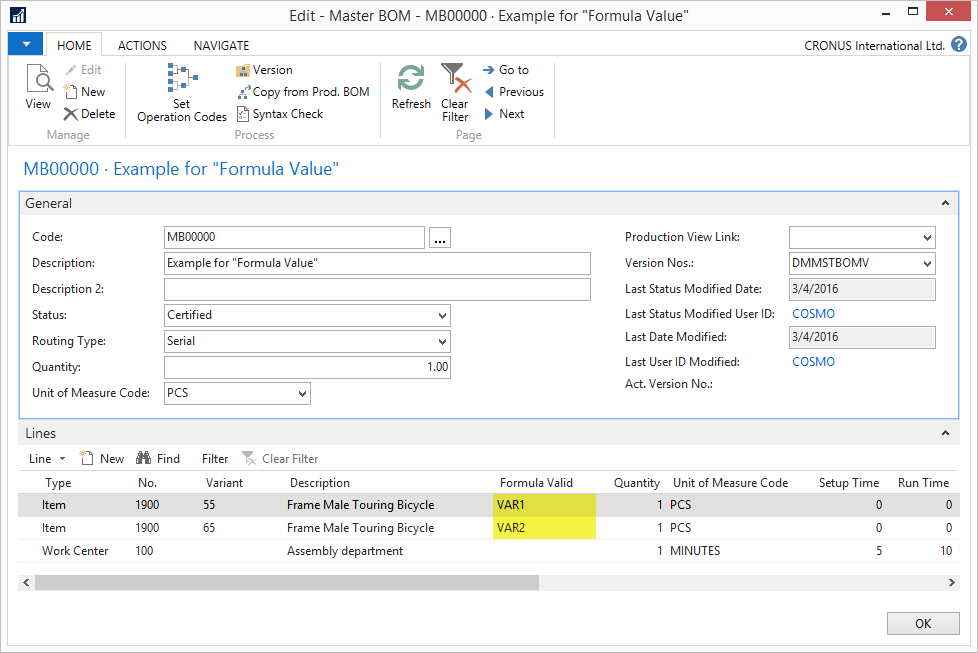 Edit - Master BOM - MB00000 · Example for "Formula Value"
HOME ACTIONS NAVIGATE CRONUS International Ltd. ?
View
Edit
New
Delete
Manage
Set
Operation Codes
Version
Copy from Prod. BOM
Syntax Check
Process
Refresh
Clear
Filter
Go to
Previous
Next
Page
MB00000 · Example for "Formula Value"
General
Code: MB00000 ...
Description: Example for "Formula Value"
Description 2:
Status: Certified
Routing Type: Serial
Quantity: 1.00
Unit of Measure Code: PCS
Production View Link:
Version Nos.: DMMSTBOMV
Last Status Modified Date: 3/4/2016
Last Status Modified User ID: COSMO
Last Date Modified: 3/4/2016
Last User ID Modified: COSMO
Act. Version No.:
Lines
Line New Find Filter Clear Filter
Type No. Variant Description Formula Valid Quantity Unit of Measure Code Setup Time Run Time
Item 1900 55 Frame Male Touring Bicycle VAR1 1 PCS 0 0
Item 1900 65 Frame Male Touring Bicycle VAR2 1 PCS 0 0
Work Center 100 Assembly department 1 MINUTES 5 10
OK